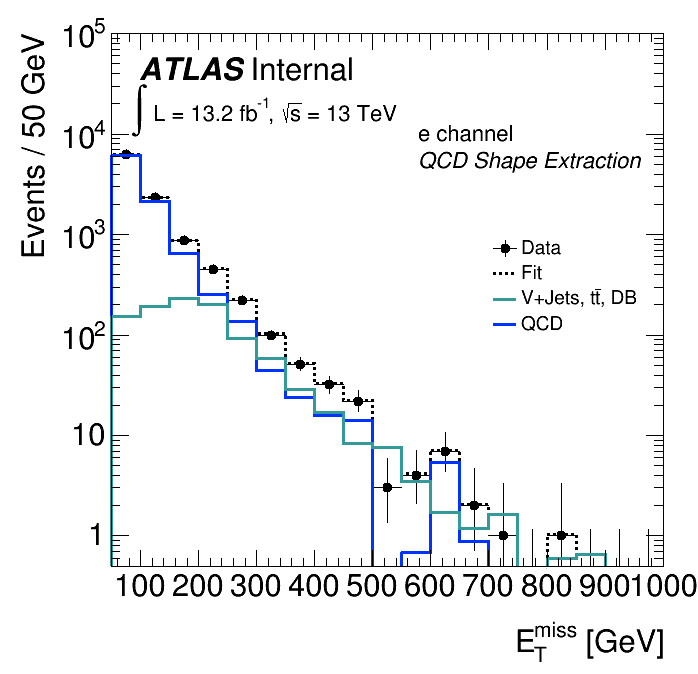 10^5
ATLAS Internal
∫ L = 13.2 fb^-1, √s = 13 TeV
10^4
e channel
QCD Shape Extraction
10^3
Data
Fit
V+Jets, tt̄, DB
QCD
10^2
10
1
Events / 50 GeV
100 200 300 400 500 600 700 800 900 1000
E_T^miss [GeV]